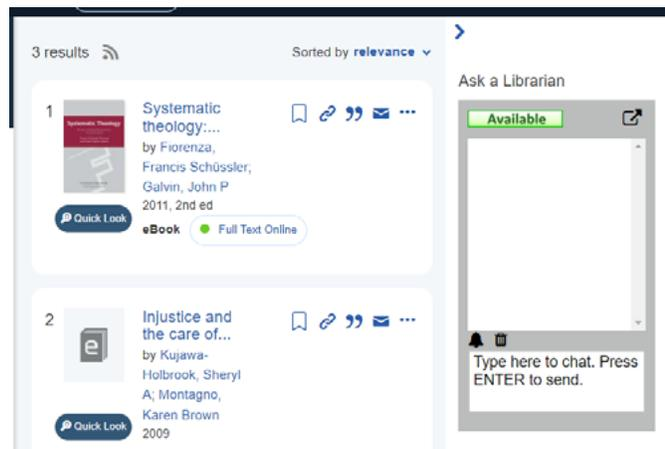 3 results
Sorted by relevance
Ask a Librarian
1
Systematic Theology
Systematic
theology:...
by Fiorenza,
Francis Schüssler;
Galvin, John P
2011, 2nd ed
Quick Look
eBook
Full Text Online
Available
2
Injustice and
the care of...
by Kujawa-
Holbrook, Sheryl
A; Montagno,
Karen Brown
2009
Quick Look
Type here to chat. Press
ENTER to send.